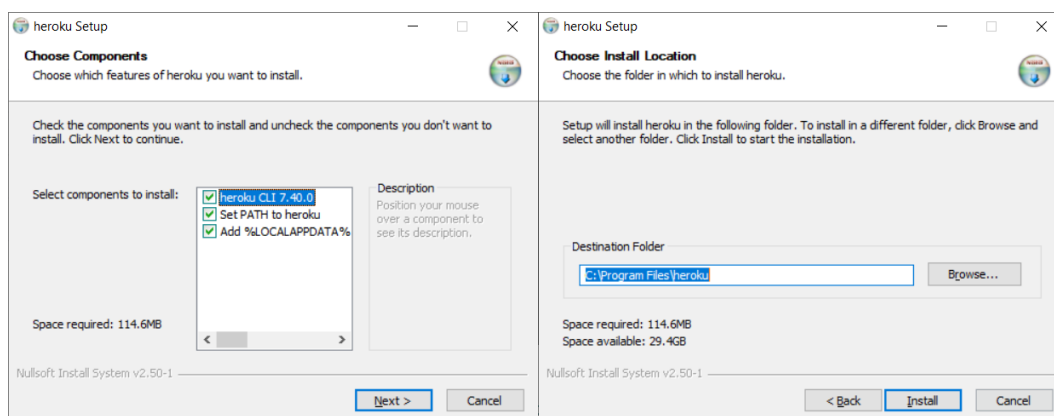 heroku Setup
Choose Components
Choose which features of heroku you want to install.
Check the components you want to install and uncheck the components you don't want to
install. Click Next to continue.
Select components to install:
heroku CLI 7.40.0
Set PATH to heroku
Add %LOCALAPPDATA%
Description
Position your mouse
over a component to
see its description.
Space required: 114.6MB
Nullsoft Install System v2.50-1
Next >
Cancel
heroku Setup
Choose Install Location
Choose the folder in which to install heroku.
Setup will install heroku in the following folder. To install in a different folder, click Browse and
select another folder. Click Install to start the installation.
Destination Folder
C:\Program Files\heroku
Browse...
Space required: 114.6MB
Space available: 29.4GB
Nullsoft Install System v2.50-1
< Back
Install
Cancel